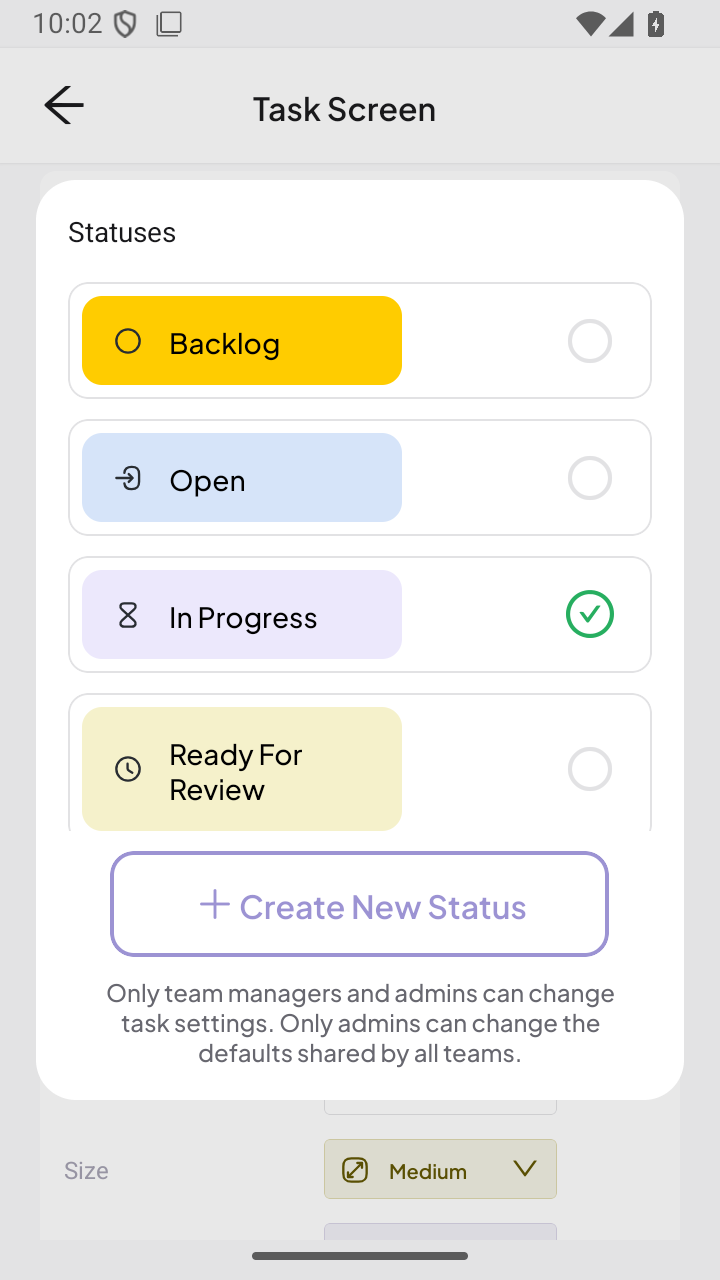 10:02
Task Screen
Statuses
Backlog
Open
In Progress
Ready For
Review
Create New Status
Only team managers and admins can change
task settings. Only admins can change the
defaults shared by all teams.
Size
Medium